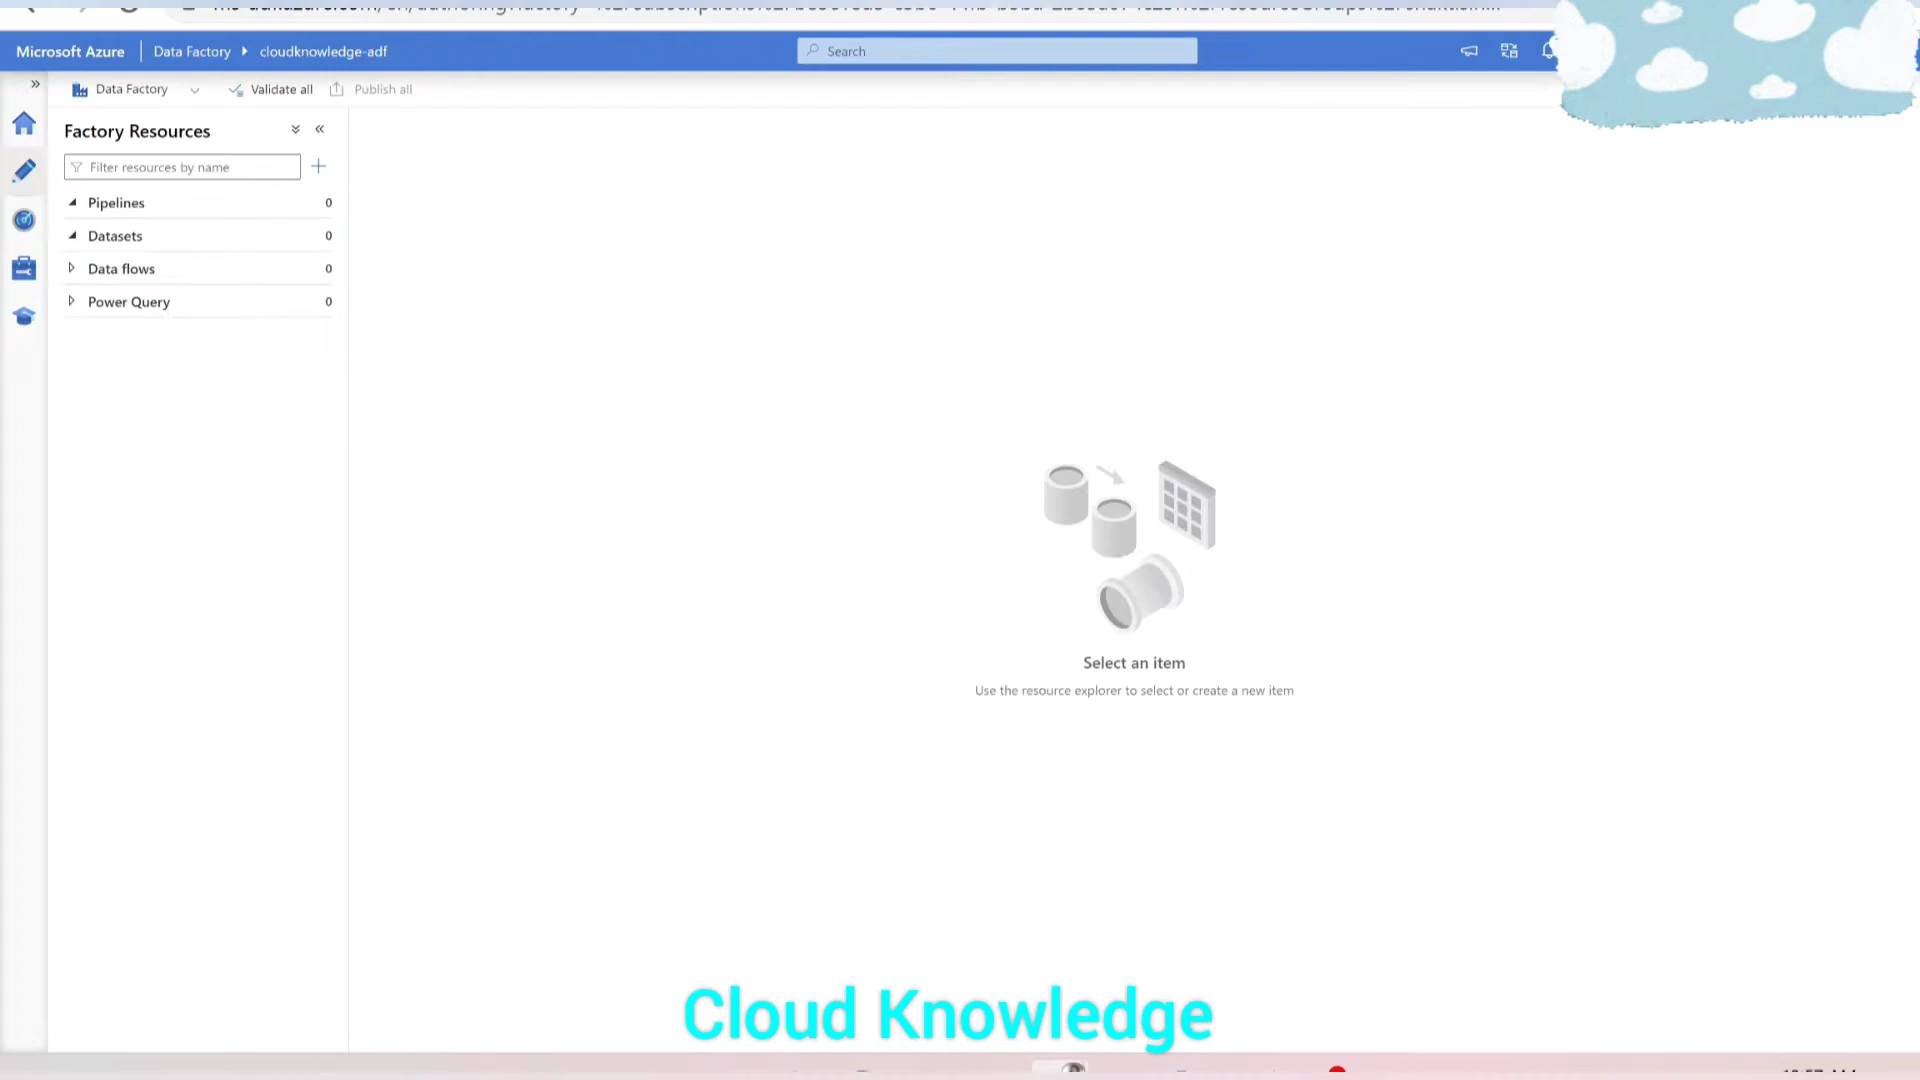 Microsoft Azure
Data Factory
cloudknowledge-adf
Search
Data Factory
Validate all
Publish all
Factory Resources
Filter resources by name
Pipelines 0
Datasets 0
Data flows 0
Power Query 0
Select an item
Use the resource explorer to select or create a new item
Cloud Knowledge